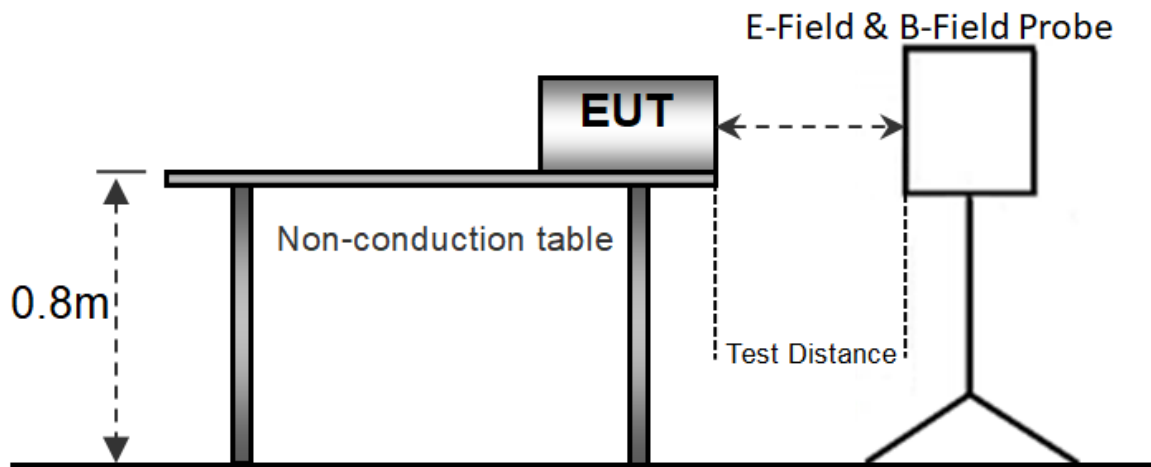 E-Field & B-Field Probe
EUT
Non-conduction table
0.8m
Test Distance